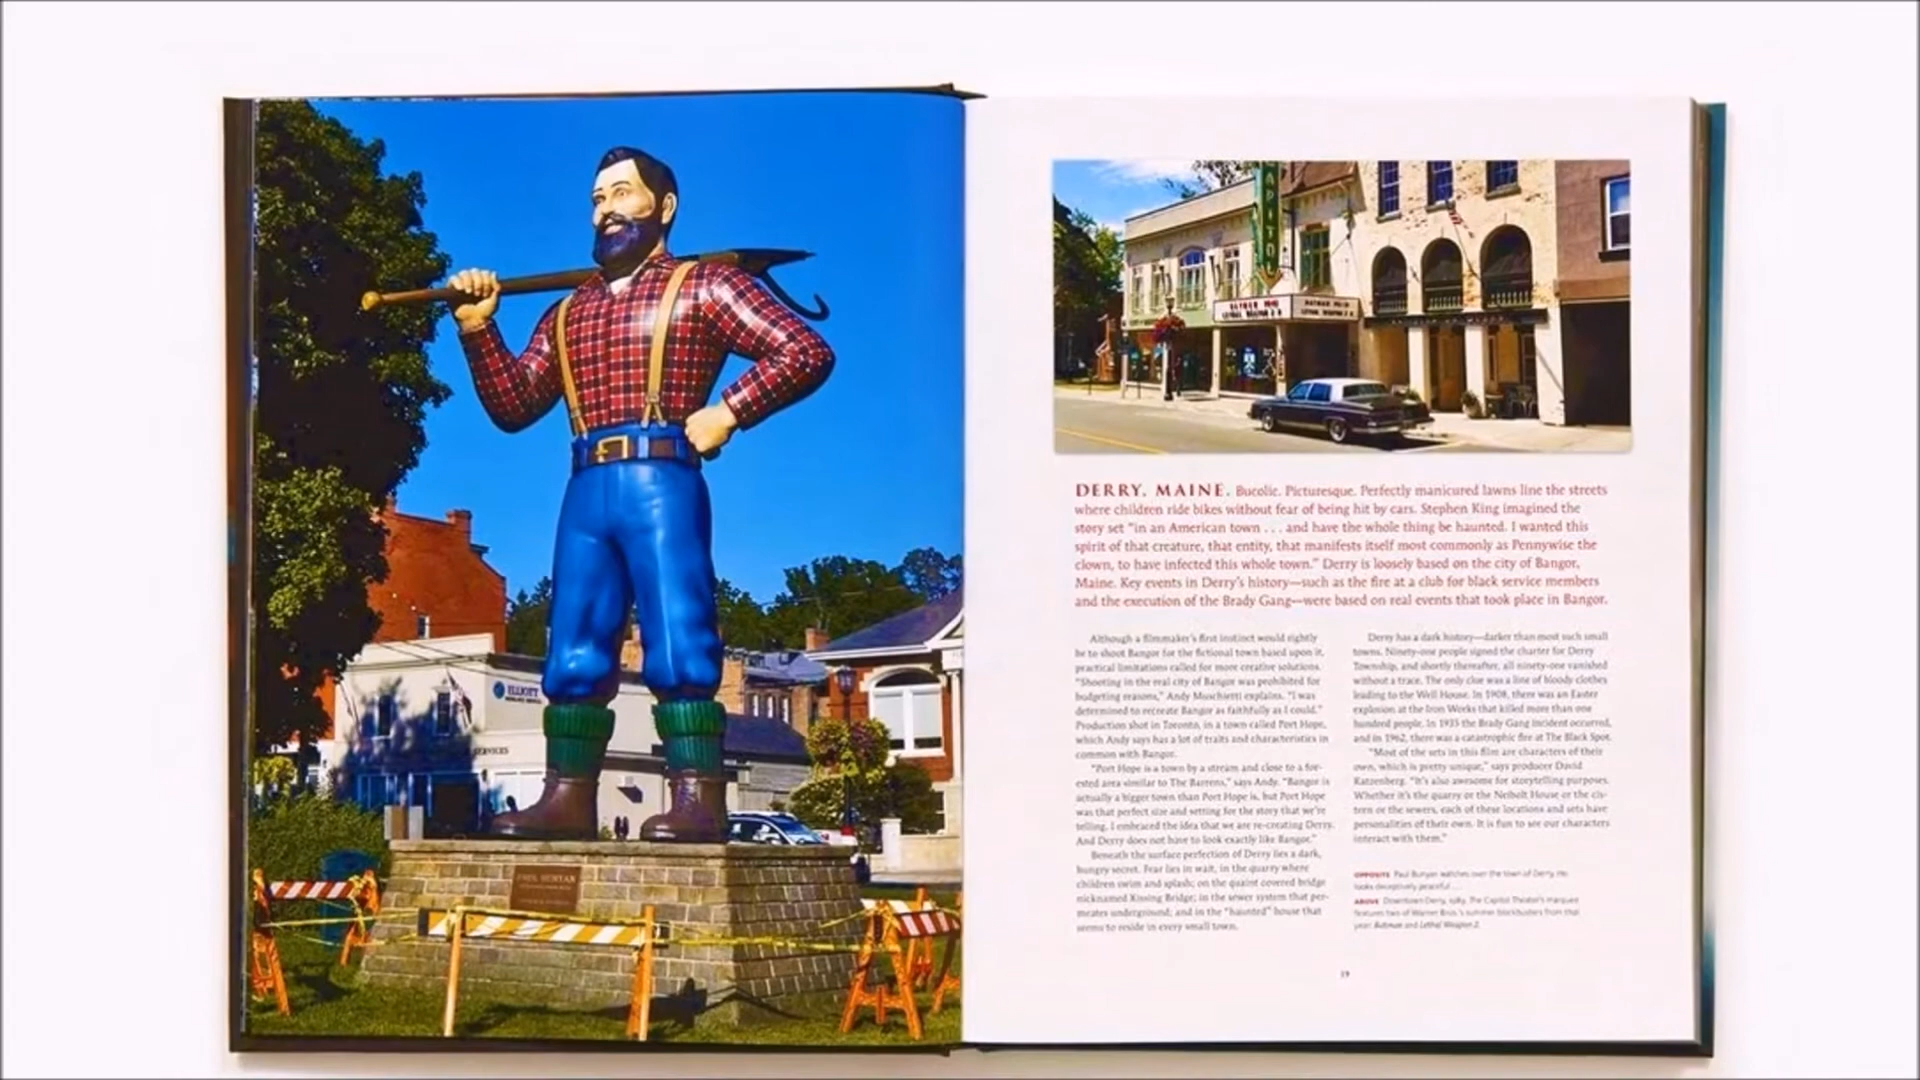 ELLIOTT
SERVICES
PAUL BUNYAN
CAPITOL
BATMAN
LETHAL WEAPON 2
DERRY, MAINE. Bucolic. Picturesque. Perfectly manicured lawns line the streets
where children ride bikes without fear of being hit by cars. Stephen King imagined the
story set "in an American town . . . and have the whole thing be haunted. I wanted this
spirit of that creature, that entity, that manifests itself most commonly as Pennywise the
clown, to have infected this whole town." Derry is loosely based on the city of Bangor,
Maine. Key events in Derry's history—such as the fire at a club for black service members
and the execution of the Brady Gang—were based on real events that took place in Bangor.
Although a filmmaker's first instinct would rightly
be to shoot Bangor for the fictional town based upon it,
practical limitations called for more creative solutions.
"Shooting in the real city of Bangor was prohibited for
budgeting reasons," Andy Muschietti explains. "I was
determined to recreate Bangor as faithfully as I could."
Production shot in Toronto, in a town called Port Hope,
which Andy says has a lot of traits and characteristics in
common with Bangor.
"Port Hope is a town by a stream and close to a for-
ested area similar to The Barrens," says Andy. "Bangor is
actually a bigger town than Port Hope is, but Port Hope
was that perfect size and setting for the story that we're
telling. I embraced the idea that we are re-creating Derry.
And Derry does not have to look exactly like Bangor."
Beneath the surface perfection of Derry lies a dark,
hungry secret. Fear lies in wait, in the quarry where
children swim and splash; on the quaint covered bridge
nicknamed Kissing Bridge; in the sewer system that per-
meates underground; and in the "haunted" house that
seems to reside in every small town.
Derry has a dark history—darker than most such small
towns. Ninety-one people signed the charter for Derry
Township, and shortly thereafter, all ninety-one vanished
without a trace. The only clue was a line of bloody clothes
leading to the Well House. In 1908, there was an Easter
explosion at the Iron Works that killed more than one
hundred people. In 1935 the Brady Gang incident occurred,
and in 1962, there was a catastrophic fire at The Black Spot.
"Most of the sets in this film are characters of their
own, which is pretty unique," says producer David
Katzenberg. "It's also awesome for storytelling purposes.
Whether it's the quarry or the Neibolt House or the cis-
tern or the sewers, each of these locations and sets have
personalities of their own. It is fun to see our characters
interact with them."
OPPOSITE Paul Bunyan watches over the town of Derry. He
looks deceptively peaceful . . .
ABOVE Downtown Derry, 1989. The Capitol Theater's marquee
features two of Warner Bros.'s summer blockbusters from that
year: Batman and Lethal Weapon 2.
19